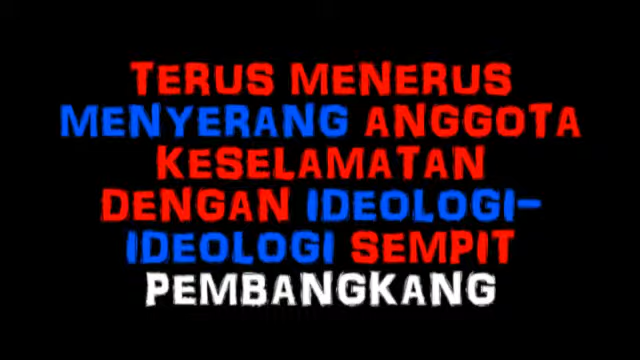 TERUS MENERUS
MENYERANG ANGGOTA
KESELAMATAN
DENGAN IDEOLOGI-
IDEOLOGI SEMPIT
PEMBANGKANG